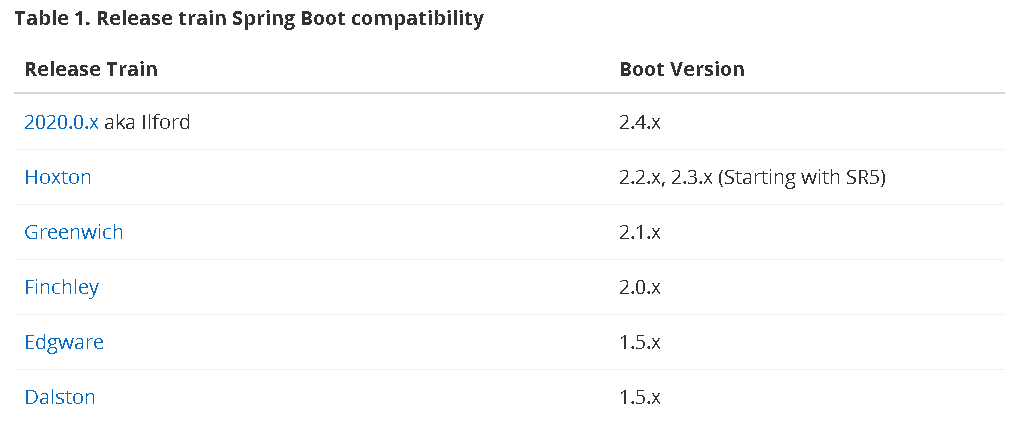 Table 1. Release train Spring Boot compatibility
Release Train Boot Version
2020.0.x aka Ilford 2.4.x
Hoxton 2.2.x, 2.3.x (Starting with SR5)
Greenwich 2.1.x
Finchley 2.0.x
Edgware 1.5.x
Dalston 1.5.x